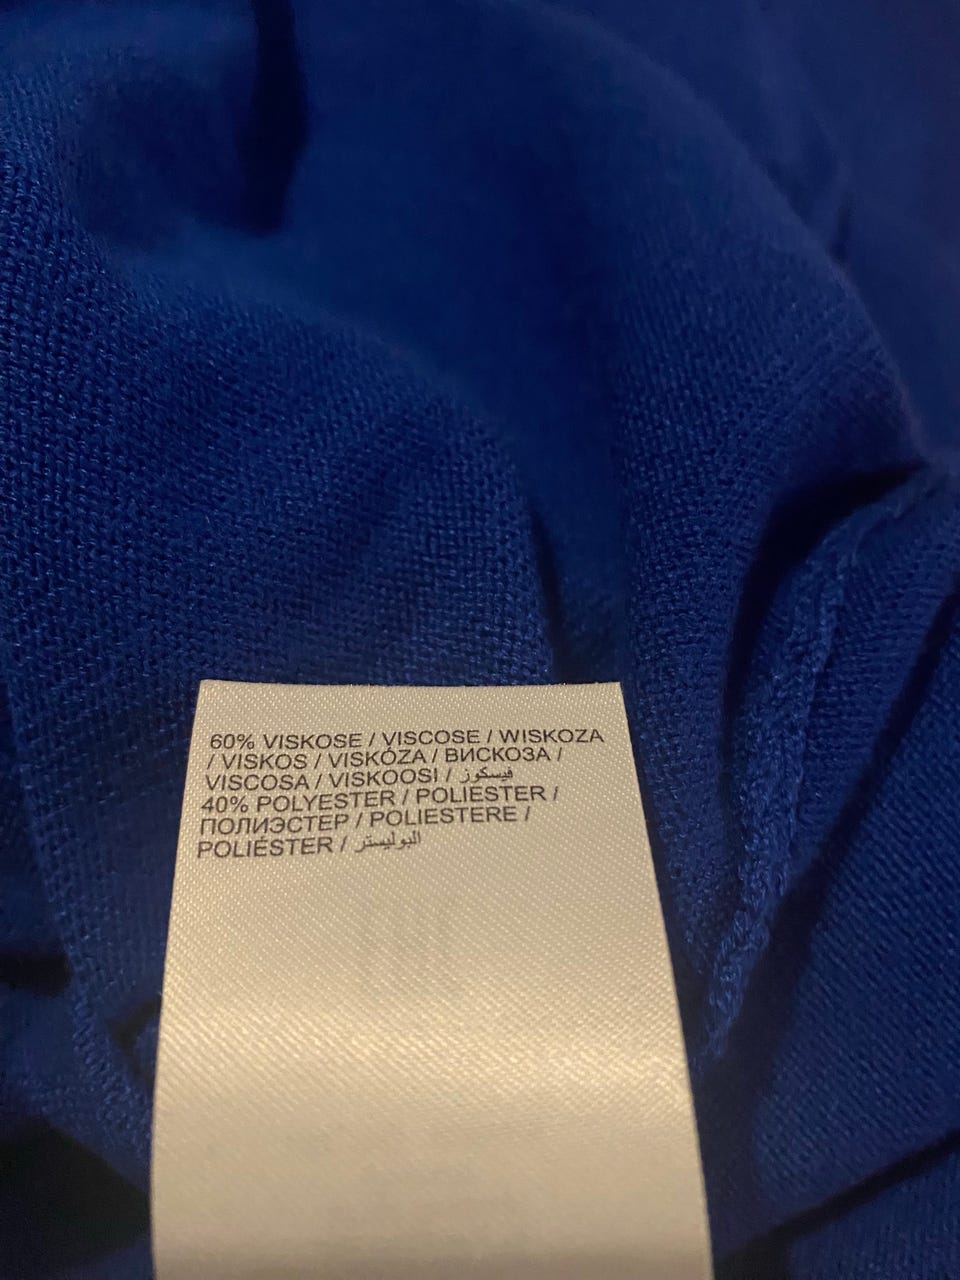 60% VISKOSE / VISCOSE / WISKOZA
/ VISKOS / VISKÓZA / ВИСКОЗА /
VISCOSA / VISKOOSI / فيسكوز
40% POLYESTER / POLIESTER /
ПОЛИЭСТЕР / POLIESTERE /
POLIÉSTER / البوليستر